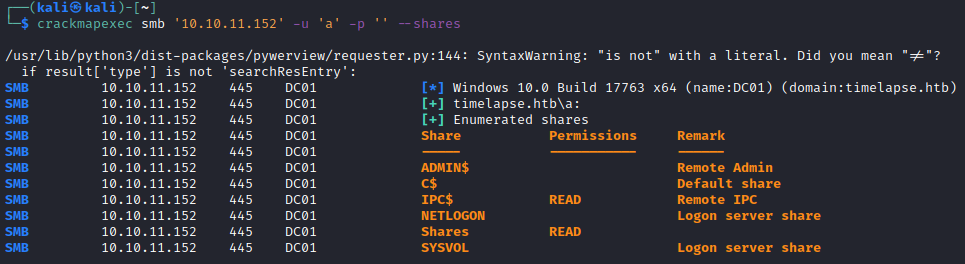 ┌──(kali㉿kali)-[~]
└─$ crackmapexec smb '10.10.11.152' -u 'a' -p '' --shares
/usr/lib/python3/dist-packages/pywerview/requester.py:144: SyntaxWarning: "is not" with a literal. Did you mean "≠"?
if result['type'] is not 'searchResEntry':
SMB 10.10.11.152 445 DC01 [*] Windows 10.0 Build 17763 x64 (name:DC01) (domain:timelapse.htb)
SMB 10.10.11.152 445 DC01 [+] timelapse.htb\a:
SMB 10.10.11.152 445 DC01 [+] Enumerated shares
SMB 10.10.11.152 445 DC01 Share Permissions Remark
SMB 10.10.11.152 445 DC01 ----- ----------- ------
SMB 10.10.11.152 445 DC01 ADMIN$ Remote Admin
SMB 10.10.11.152 445 DC01 C$ Default share
SMB 10.10.11.152 445 DC01 IPC$ READ Remote IPC
SMB 10.10.11.152 445 DC01 NETLOGON Logon server share
SMB 10.10.11.152 445 DC01 Shares READ
SMB 10.10.11.152 445 DC01 SYSVOL Logon server share